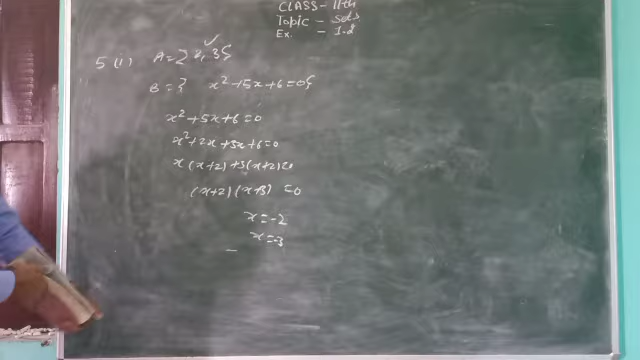 CLASS - 11th
Topic - Sets
Ex. - 1.2
5 (i) A = { 2, 3 }
B = { x² + 5x + 6 = 0 }
x² + 5x + 6 = 0
x² + 2x + 3x + 6 = 0
x (x+2) + 3 (x+2) = 0
(x+2) (x+3) = 0
x = -2
x = -3